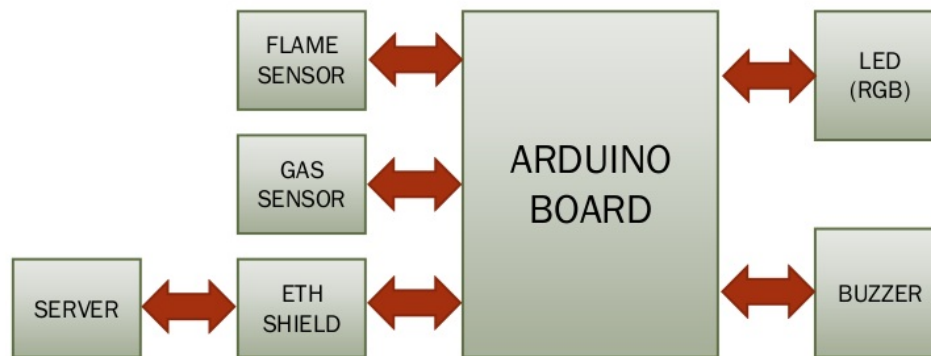 FLAME
SENSOR
LED
(RGB)
GAS
SENSOR
ARDUINO
BOARD
SERVER
ETH
SHIELD
BUZZER